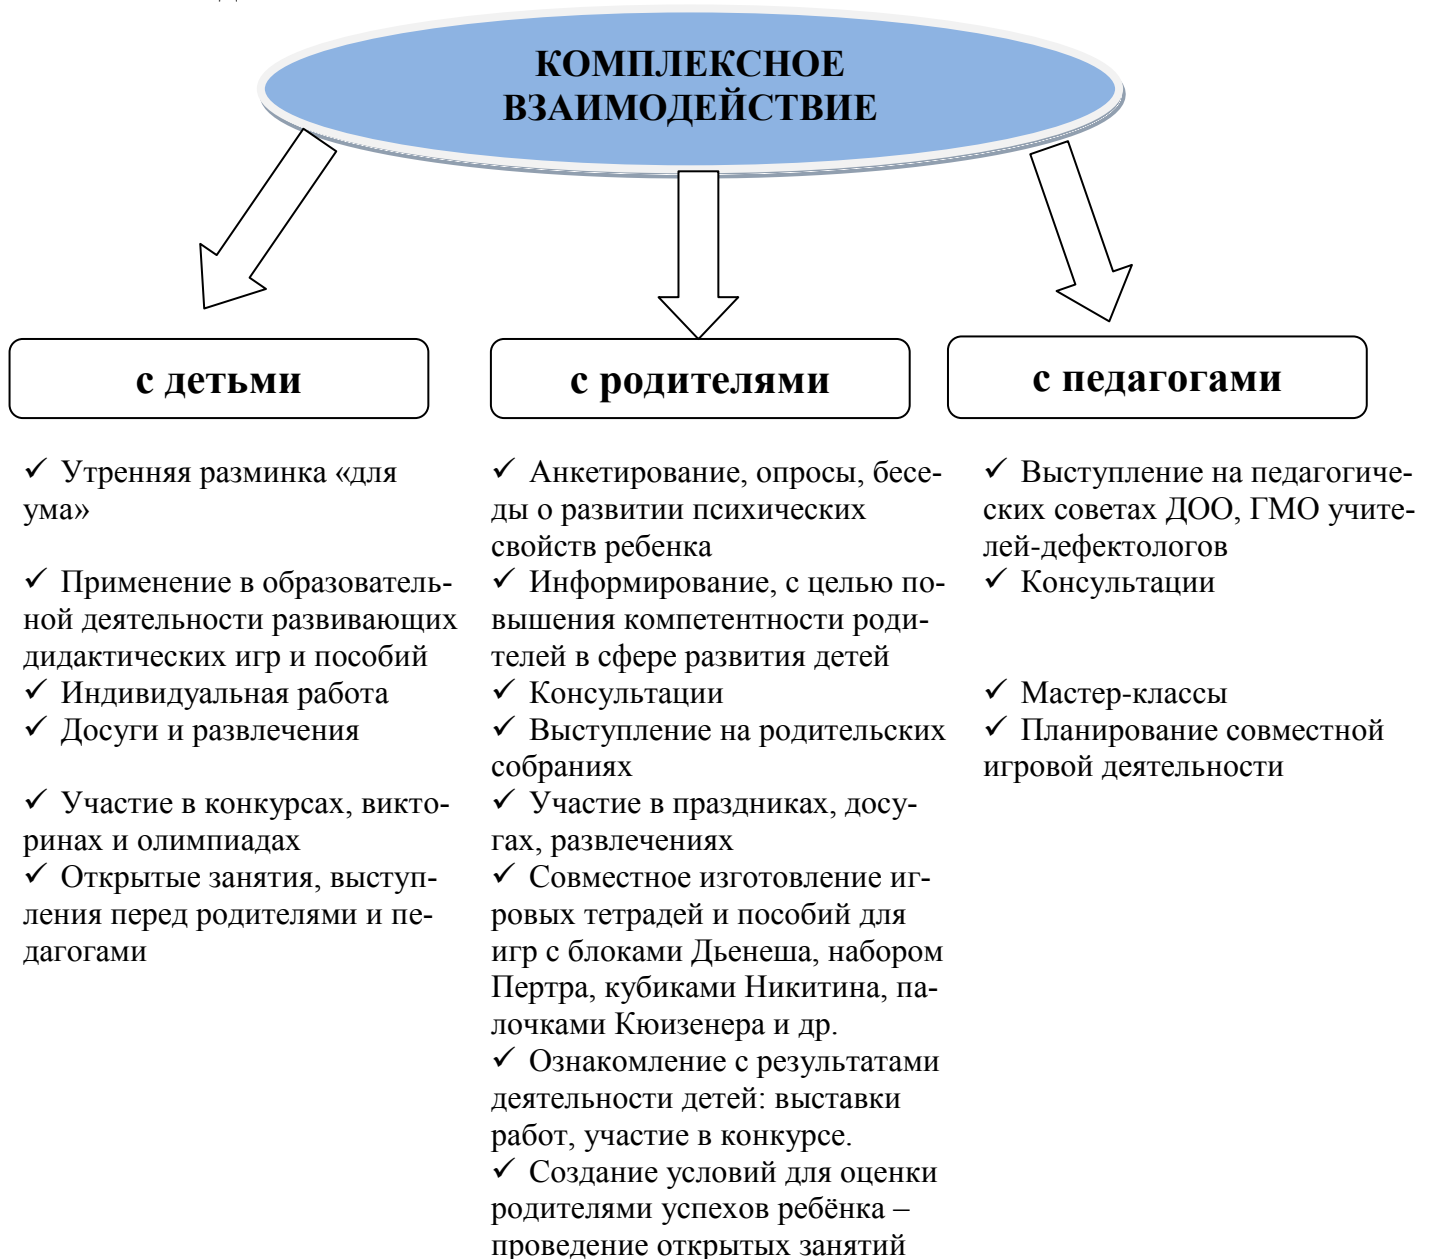 КОМПЛЕКСНОЕ
ВЗАИМОДЕЙСТВИЕ
с детьми
с родителями
с педагогами
✓ Утренняя разминка «для
ума»
✓ Применение в образователь-
ной деятельности развивающих
дидактических игр и пособий
✓ Индивидуальная работа
✓ Досуги и развлечения
✓ Участие в конкурсах, викто-
ринах и олимпиадах
✓ Открытые занятия, выступ-
ления перед родителями и пе-
дагогами
✓ Анкетирование, опросы, бесе-
ды о развитии психических
свойств ребенка
✓ Информирование, с целью по-
вышения компетентности роди-
телей в сфере развития детей
✓ Консультации
✓ Выступление на родительских
собраниях
✓ Участие в праздниках, досу-
гах, развлечениях
✓ Совместное изготовление иг-
ровых тетрадей и пособий для
игр с блоками Дьенеша, набором
Пертра, кубиками Никитина, па-
лочками Кюизенера и др.
✓ Ознакомление с результатами
деятельности детей: выставки
работ, участие в конкурсе.
✓ Создание условий для оценки
родителями успехов ребёнка –
проведение открытых занятий
✓ Выступление на педагогиче-
ских советах ДОО, ГМО учите-
лей-дефектологов
✓ Консультации
✓ Мастер-классы
✓ Планирование совместной
игровой деятельности